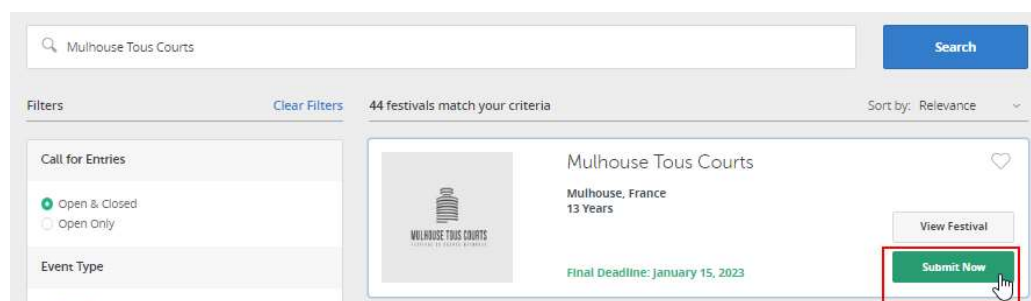 Mulhouse Tous Courts
Search
Filters
Clear Filters
44 festivals match your criteria
Sort by: Relevance
Call for Entries
Open & Closed
Open Only
Event Type
MULHOUSE TOUS COURTS
Mulhouse Tous Courts
Mulhouse, France
13 Years
View Festival
Final Deadline: January 15, 2023
Submit Now